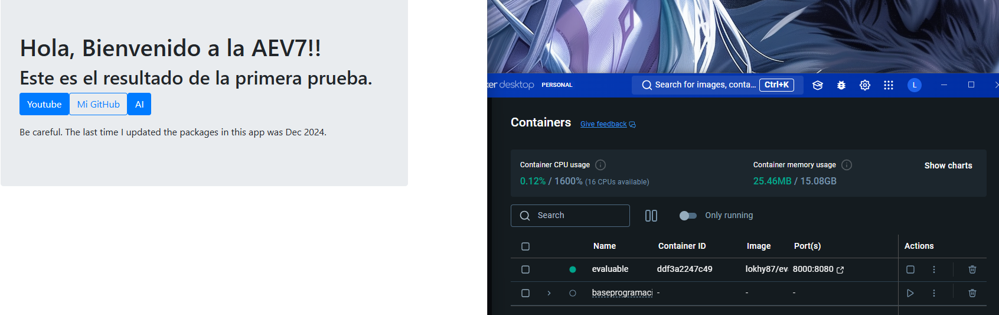 Hola, Bienvenido a la AEV7!!
Este es el resultado de la primera prueba.
Youtube Mi GitHub AI
Be careful. The last time I updated the packages in this app was Dec 2024.
ker desktop PERSONAL Search for images, conta... Ctrl+K L
Containers Give feedback
Container CPU usage Container memory usage Show charts
0.12% / 1600% (16 CPUs available) 25.46MB / 15.08GB
Search Only running
Name Container ID Image Port(s) Actions
evaluable ddf3a2247c49 lokhy87/eva 8000:8080
baseprogramaci - - -